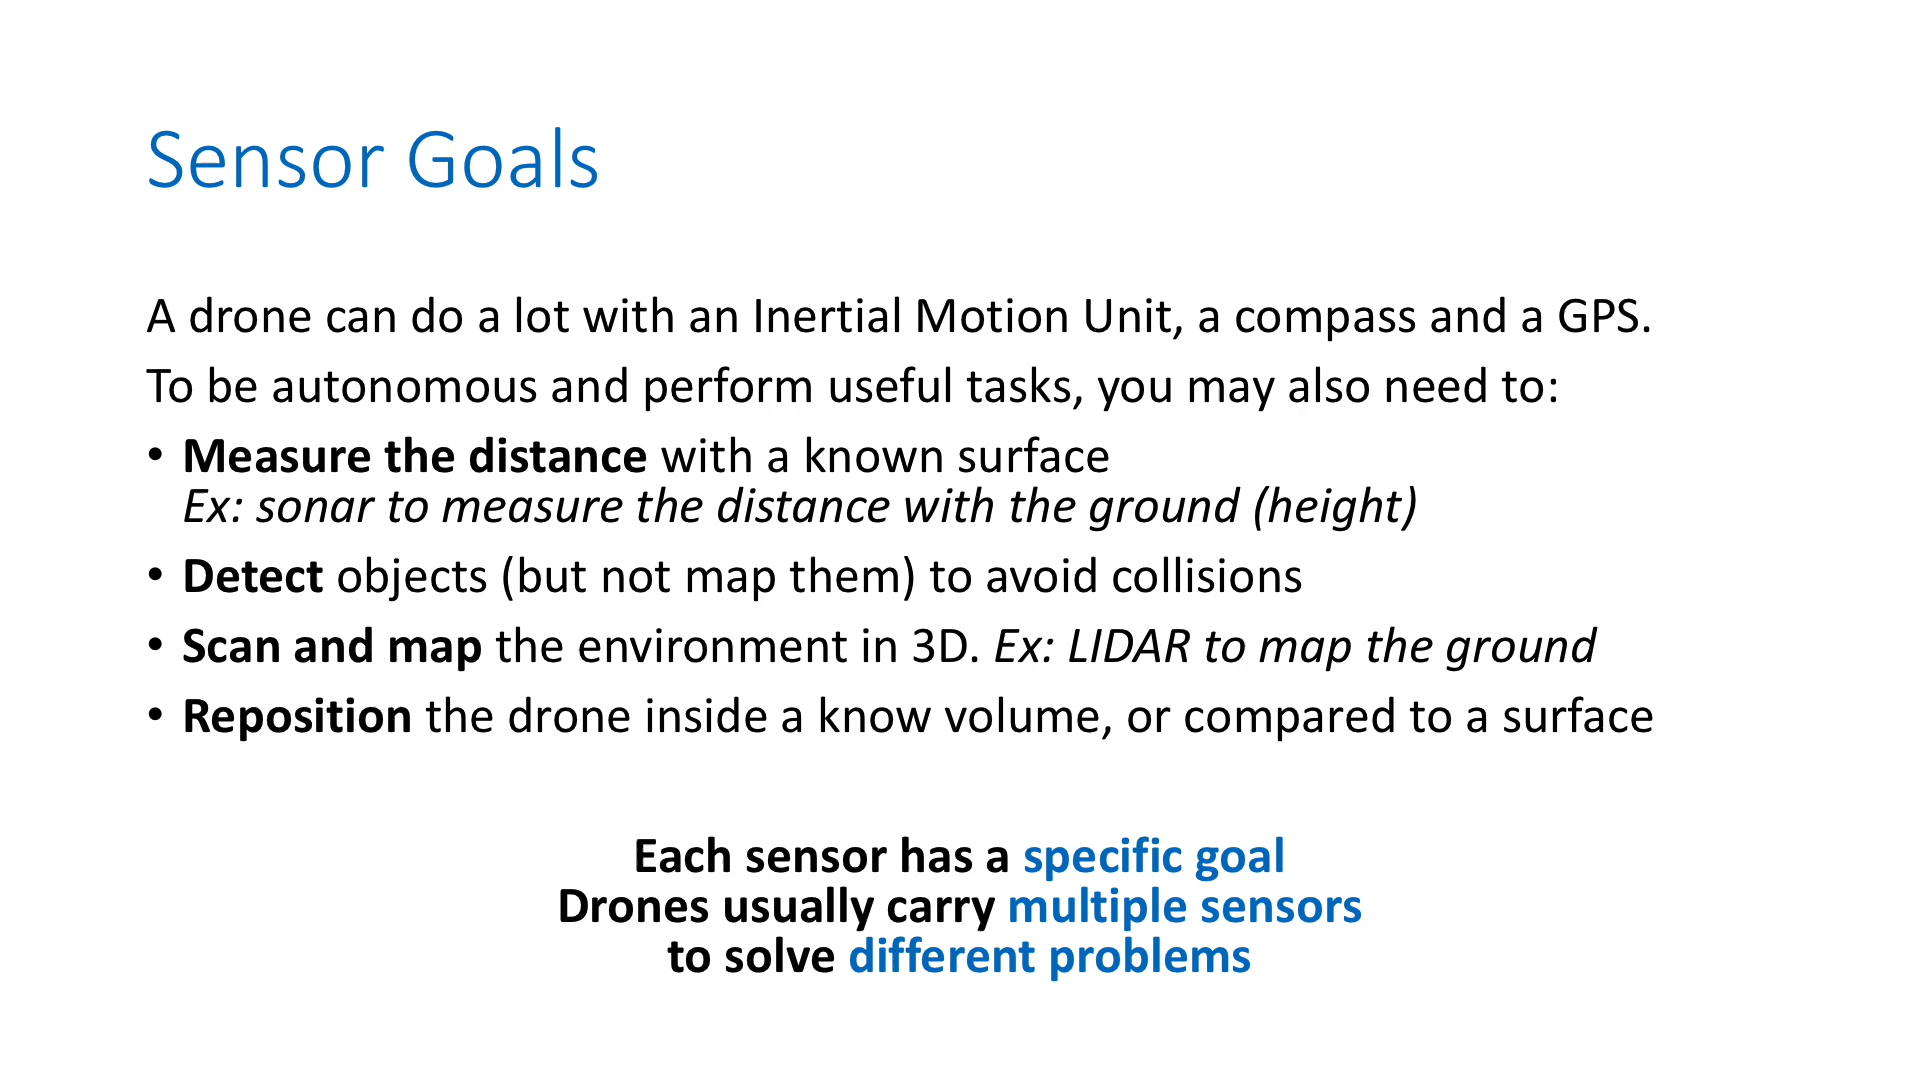 Sensor Goals
A drone can do a lot with an Inertial Motion Unit, a compass and a GPS.
To be autonomous and perform useful tasks, you may also need to:
• Measure the distance with a known surface
Ex: sonar to measure the distance with the ground (height)
• Detect objects (but not map them) to avoid collisions
• Scan and map the environment in 3D. Ex: LIDAR to map the ground
• Reposition the drone inside a know volume, or compared to a surface
Each sensor has a specific goal
Drones usually carry multiple sensors
to solve different problems